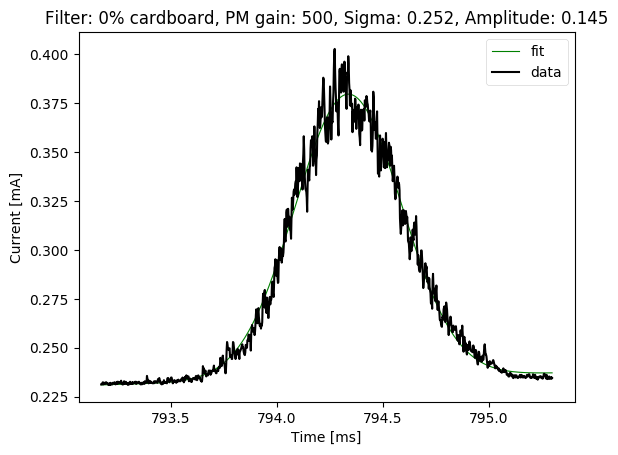 Filter: 0% cardboard, PM gain: 500, Sigma: 0.252, Amplitude: 0.145
fit
data
0.400
0.375
0.350
0.325
0.300
0.275
0.250
0.225
Current [mA]
793.5
794.0
794.5
795.0
Time [ms]